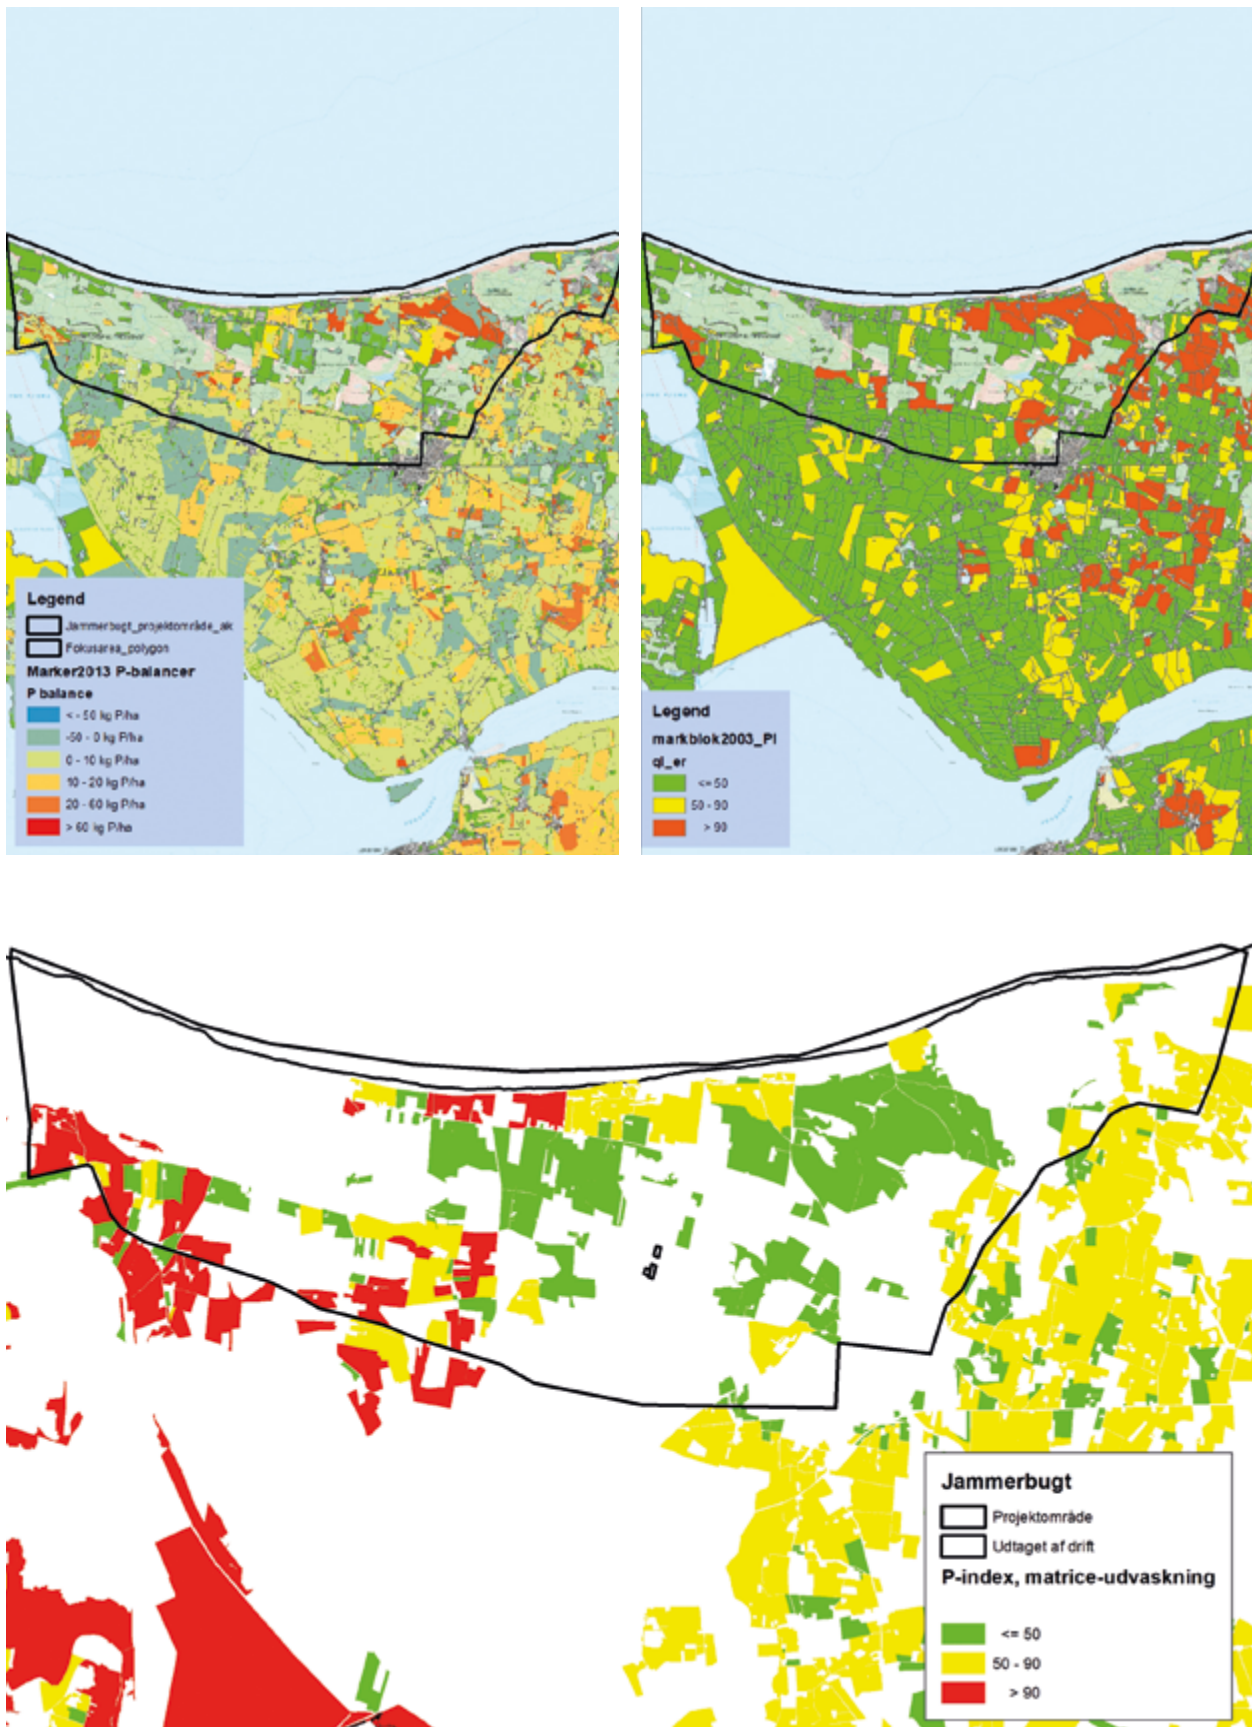 Legend
Jammerbugt_projektområde_ak
Fokusarea_polygon
Marker2013 P-balancer
P balance
< - 50 kg P/ha
-50 - 0 kg P/ha
0 - 10 kg P/ha
10 - 20 kg P/ha
20 - 60 kg P/ha
> 60 kg P/ha
Legend
markblok2003_PI
ql_er
<= 50
50 - 90
> 90
Jammerbugt
Projektområde
Udtaget af drift
P-index, matrice-udvaskning
<= 50
50 - 90
> 90